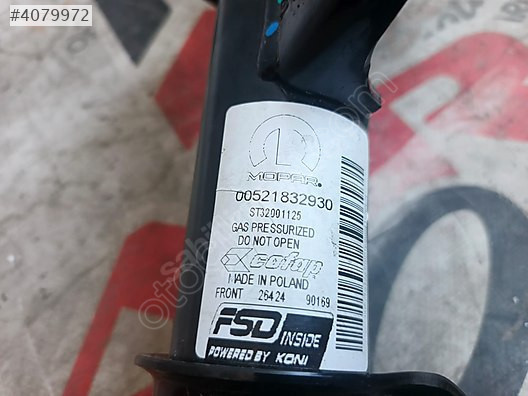 #4079972
MOPAR®
00521832930
ST32901125
GAS PRESSURIZED
DO NOT OPEN
cofap
MADE IN POLAND
FRONT 26424 90169
FSD INSIDE
POWERED BY KONI